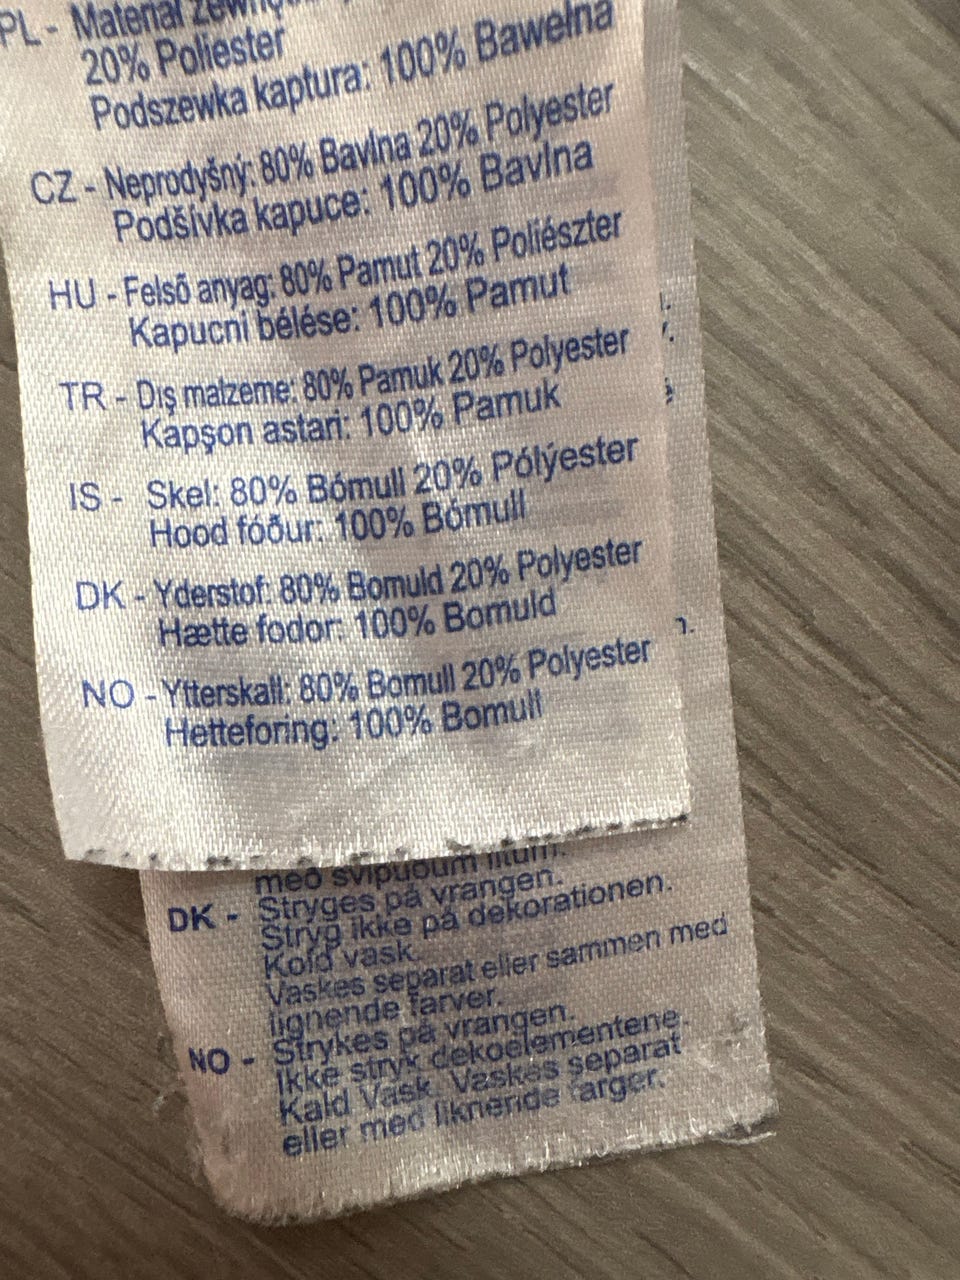 PL - Materiał
20% Poliester
Podszewka kaptura: 100% Bawełna
CZ - Neprodyšný: 80% Bavlna 20% Polyester
Podšívka kapuce: 100% Bavlna
HU - Felső anyag: 80% Pamut 20% Poliészter
Kapucni bélése: 100% Pamut
TR - Dış malzeme: 80% Pamuk 20% Polyester
Kapşon astarı: 100% Pamuk
IS - Skel: 80% Bómull 20% Pólýester
Hood fóður: 100% Bómull
DK - Yderstof: 80% Bomuld 20% Polyester
Hætte fodor: 100% Bomuld
NO - Ytterskall: 80% Bomull 20% Polyester
Hetteforing: 100% Bomull
með svipuðum litum.
DK - Stryges på vrangen.
Stryg ikke på dekorationen.
Kold vask.
Vaskes separat eller sammen med
lignende farver.
NO - Strykes på vrangen.
Ikke stryk dekoelementene.
Kald Vask. Vaskes separat
eller med liknende farger.